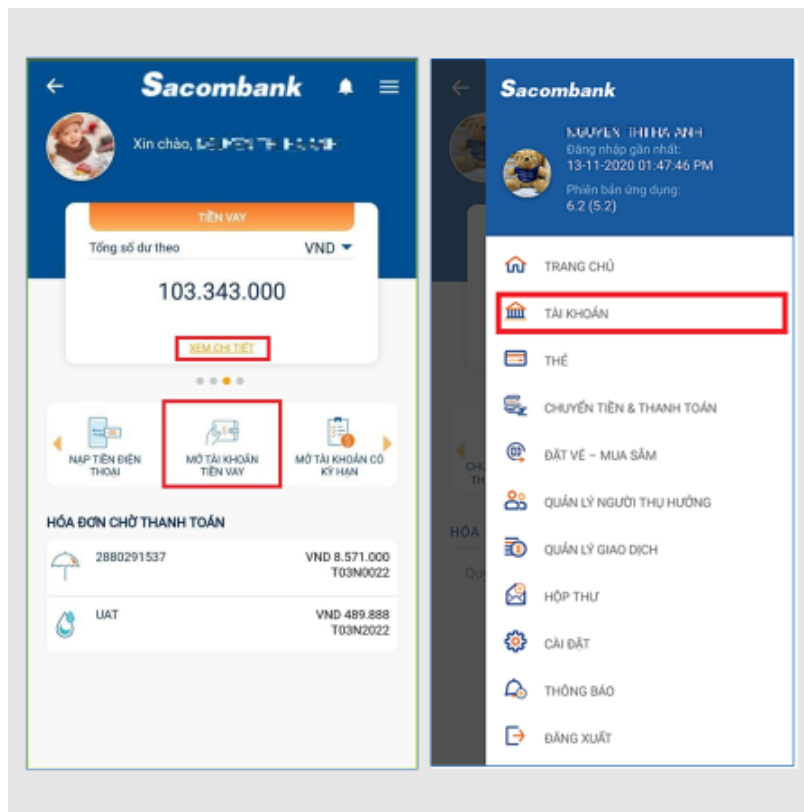 Sacombank
Xin chào,
TIỀN VAY
Tổng số dư theo VND
103.343.000
XEM CHI TIẾT
NẠP TIỀN ĐIỆN THOẠI
MỞ TÀI KHOẢN TIỀN VAY
MỞ TÀI KHOẢN CÓ KỲ HẠN
HÓA ĐƠN CHỜ THANH TOÁN
2880291537 VND 8.571.000
T03N0022
UAT VND 489.888
T03N2022
Sacombank
NGUYEN THI HA ANH
Đăng nhập gần nhất:
13-11-2020 01:47:46 PM
Phiên bản ứng dụng:
6.2 (5.2)
TRANG CHỦ
TÀI KHOẢN
THẺ
CHUYỂN TIỀN & THANH TOÁN
ĐẶT VÉ – MUA SẮM
QUẢN LÝ NGƯỜI THỤ HƯỞNG
QUẢN LÝ GIAO DỊCH
HỘP THƯ
CÀI ĐẶT
THÔNG BÁO
ĐĂNG XUẤT
HÓA